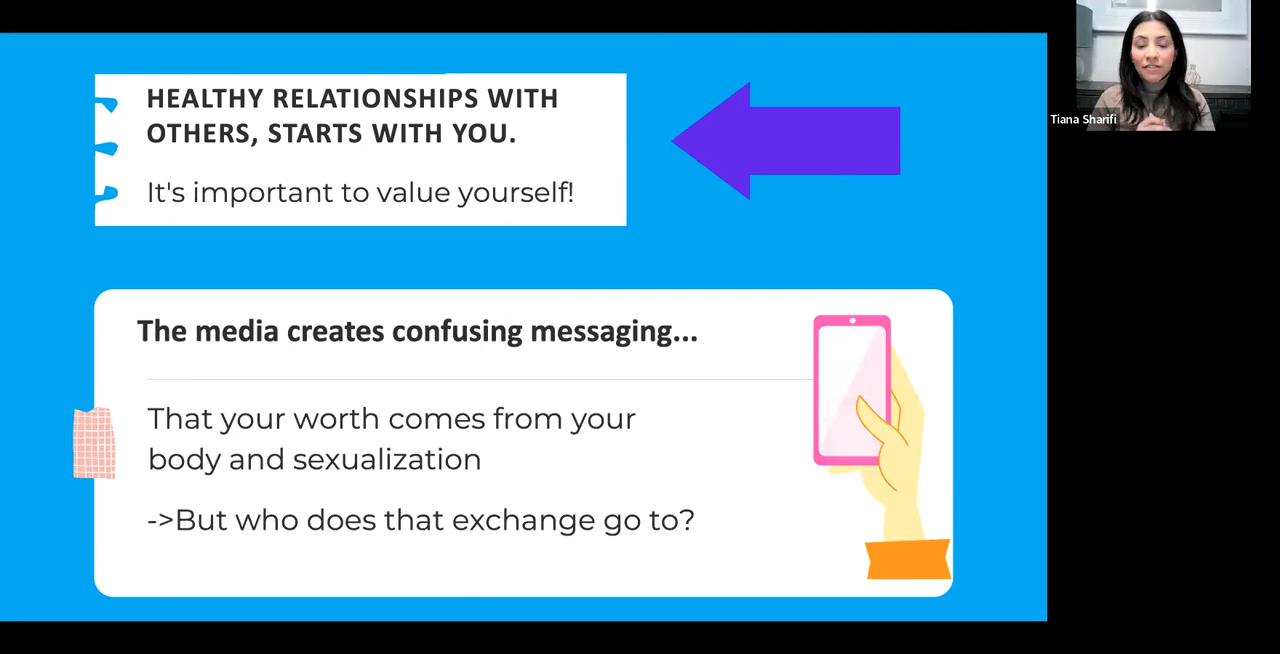 HEALTHY RELATIONSHIPS WITH
OTHERS, STARTS WITH YOU.
It's important to value yourself!
Tiana Sharifi
The media creates confusing messaging...
That your worth comes from your
body and sexualization
->But who does that exchange go to?